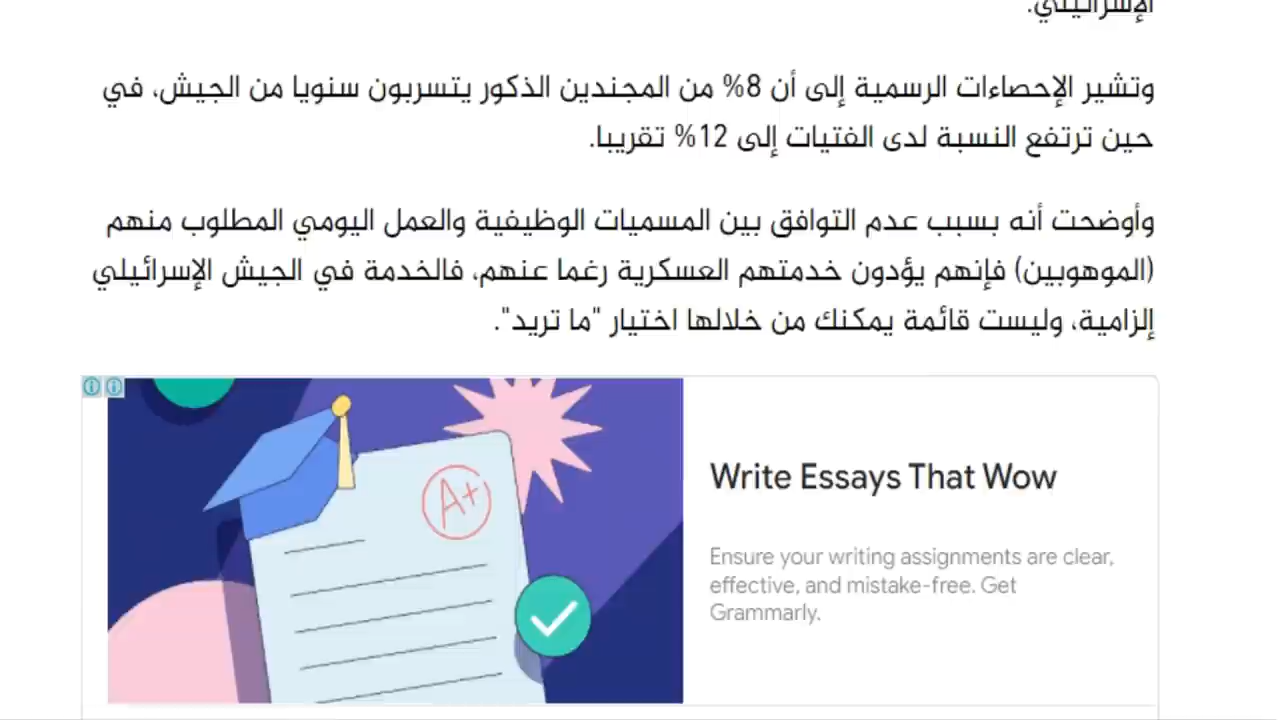 الإسرائيلي.
وتشير الإحصاءات الرسمية إلى أن 8% من المجندين الذكور يتسربون سنويا من الجيش، في
حين ترتفع النسبة لدى الفتيات إلى 12% تقريبا.
وأوضحت أنه بسبب عدم التوافق بين المسميات الوظيفية والعمل اليومي المطلوب منهم
(الموهوبين) فإنهم يؤدون خدمتهم العسكرية رغما عنهم، فالخدمة في الجيش الإسرائيلي
إلزامية، وليست قائمة يمكنك من خلالها اختيار "ما تريد".
A+
Write Essays That Wow
Ensure your writing assignments are clear,
effective, and mistake-free. Get
Grammarly.